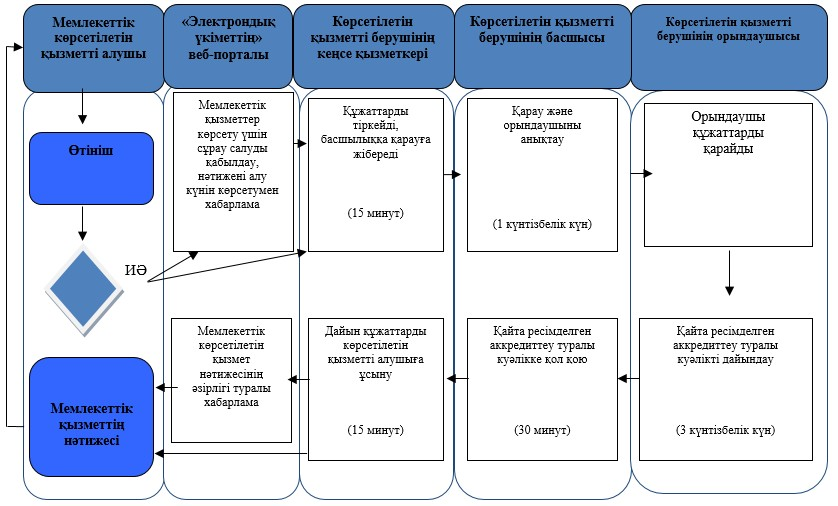 Мемлекеттік
көрсетілетін
қызметті алушы
«Электрондық
үкіметтің»
веб-порталы
Көрсетілетін
қызметті берушінің
кеңсе қызметкері
Көрсетілетін қызметті
берушінің басшысы
Көрсетілетін қызметті
берушінің орындаушысы
Өтініш
ИӘ
Мемлекеттік
қызметтер
көрсету үшін
сұрау салуды
қабылдау,
нәтижені алу
күнін көрсетумен
хабарлама
Құжаттарды
тіркейді,
басшылыққа қарауға
жібереді
(15 минут)
Қарау және
орындаушыны
анықтау
(1 күнтізбелік күн)
Орындаушы
құжаттарды
қарайды
Мемлекеттік
қызметтің
нәтижесі
Мемлекеттік
көрсетілетін
қызмет
нәтижесінің
әзірлігі туралы
хабарлама
Дайын құжаттарды
көрсетілетін
қызметті алушыға
ұсыну
(15 минут)
Қайта ресімделген
аккредиттеу туралы
куәлікке қол қою
(30 минут)
Қайта ресімделген
аккредиттеу туралы
куәлікті дайындау
(3 күнтізбелік күн)